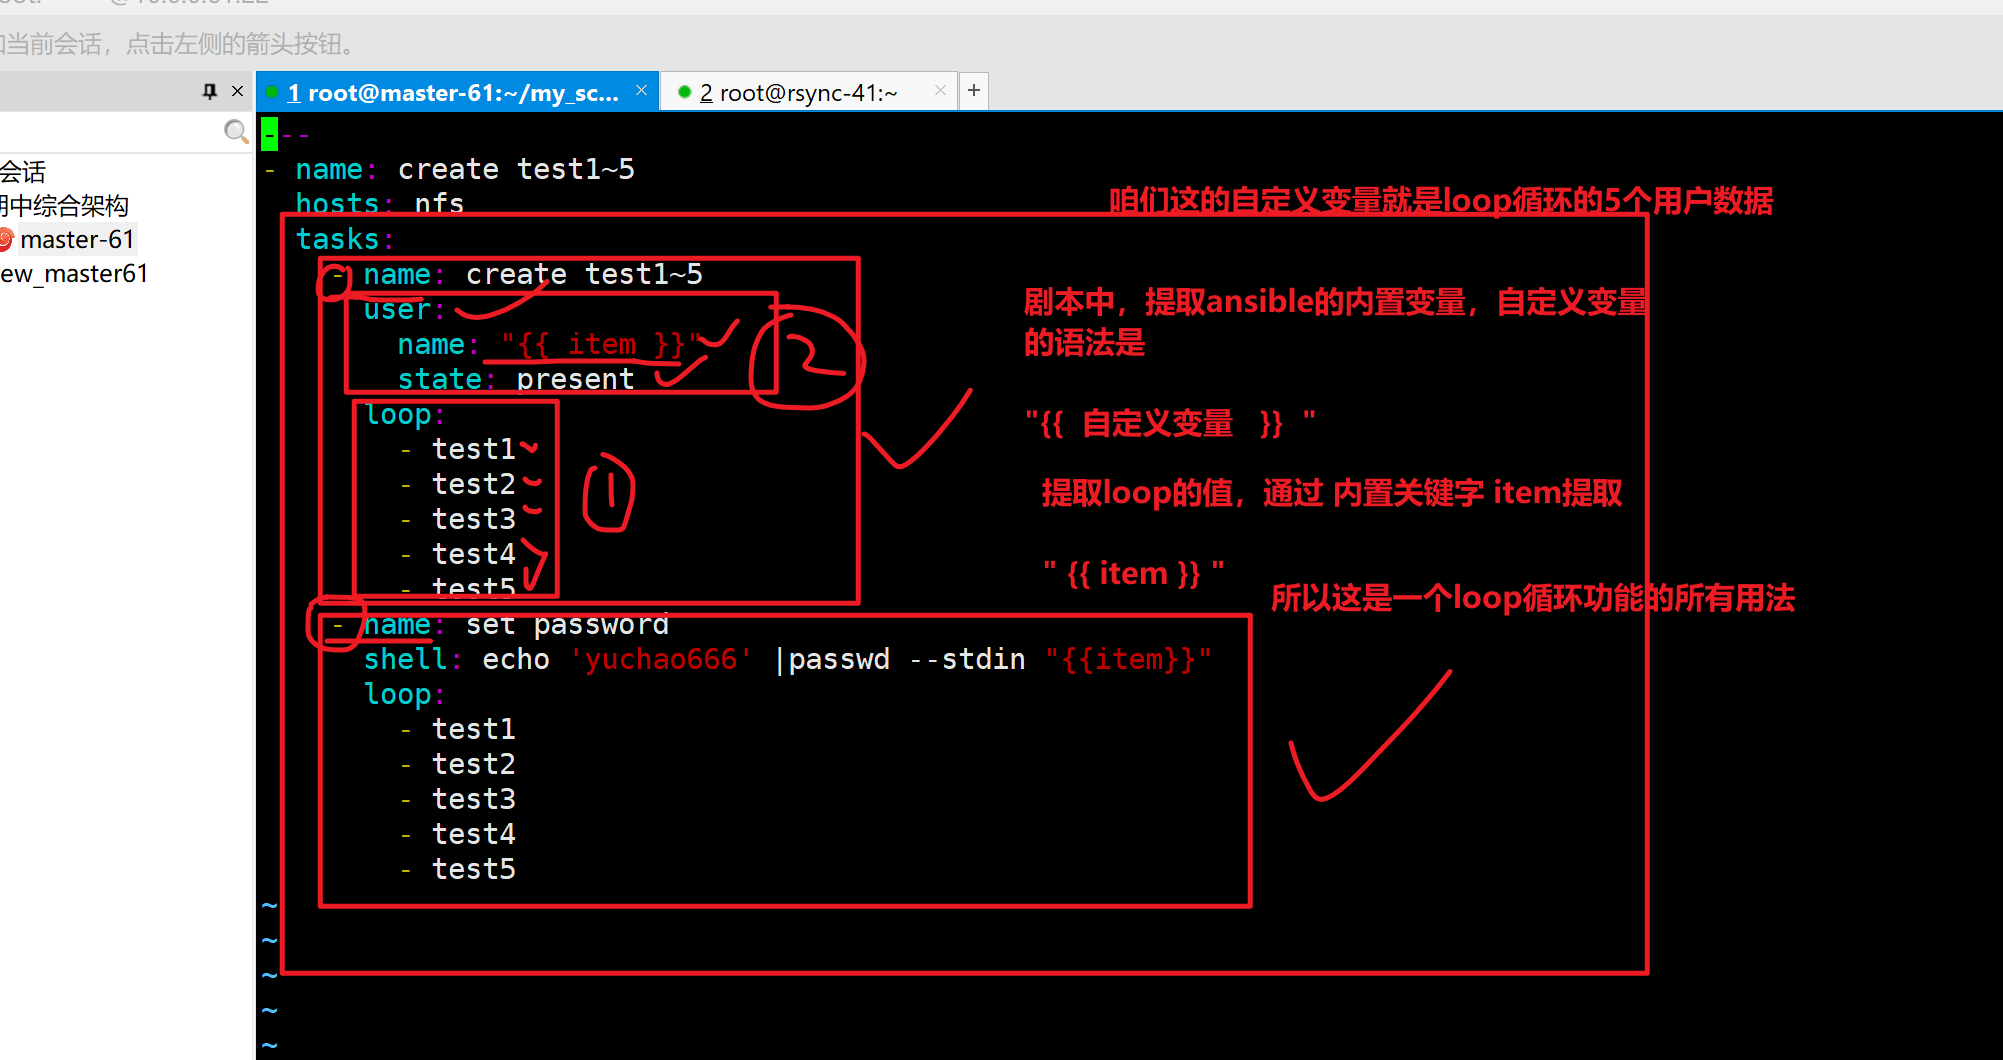 加当前会话，点击左侧的箭头按钮。
1 root@master-61:~/my_sc... ×
2 root@rsync-41:~ ×
+
会话
期中综合架构
master-61
ew_master61
---
- name: create test1~5
hosts: nfs
tasks:
- name: create test1~5
user:
name: "{{ item }}"
state: present
loop:
- test1
- test2
- test3
- test4
- test5
- name: set password
shell: echo 'yuchao666' |passwd --stdin "{{item}}"
loop:
- test1
- test2
- test3
- test4
- test5
~
~
~
~
~
咱们这的自定义变量就是loop循环的5个用户数据
剧本中，提取ansible的内置变量，自定义变量
的语法是
"{{ 自定义变量 }} "
提取loop的值，通过 内置关键字 item提取
" {{ item }} "
所以这是一个loop循环功能的所有用法
2
1